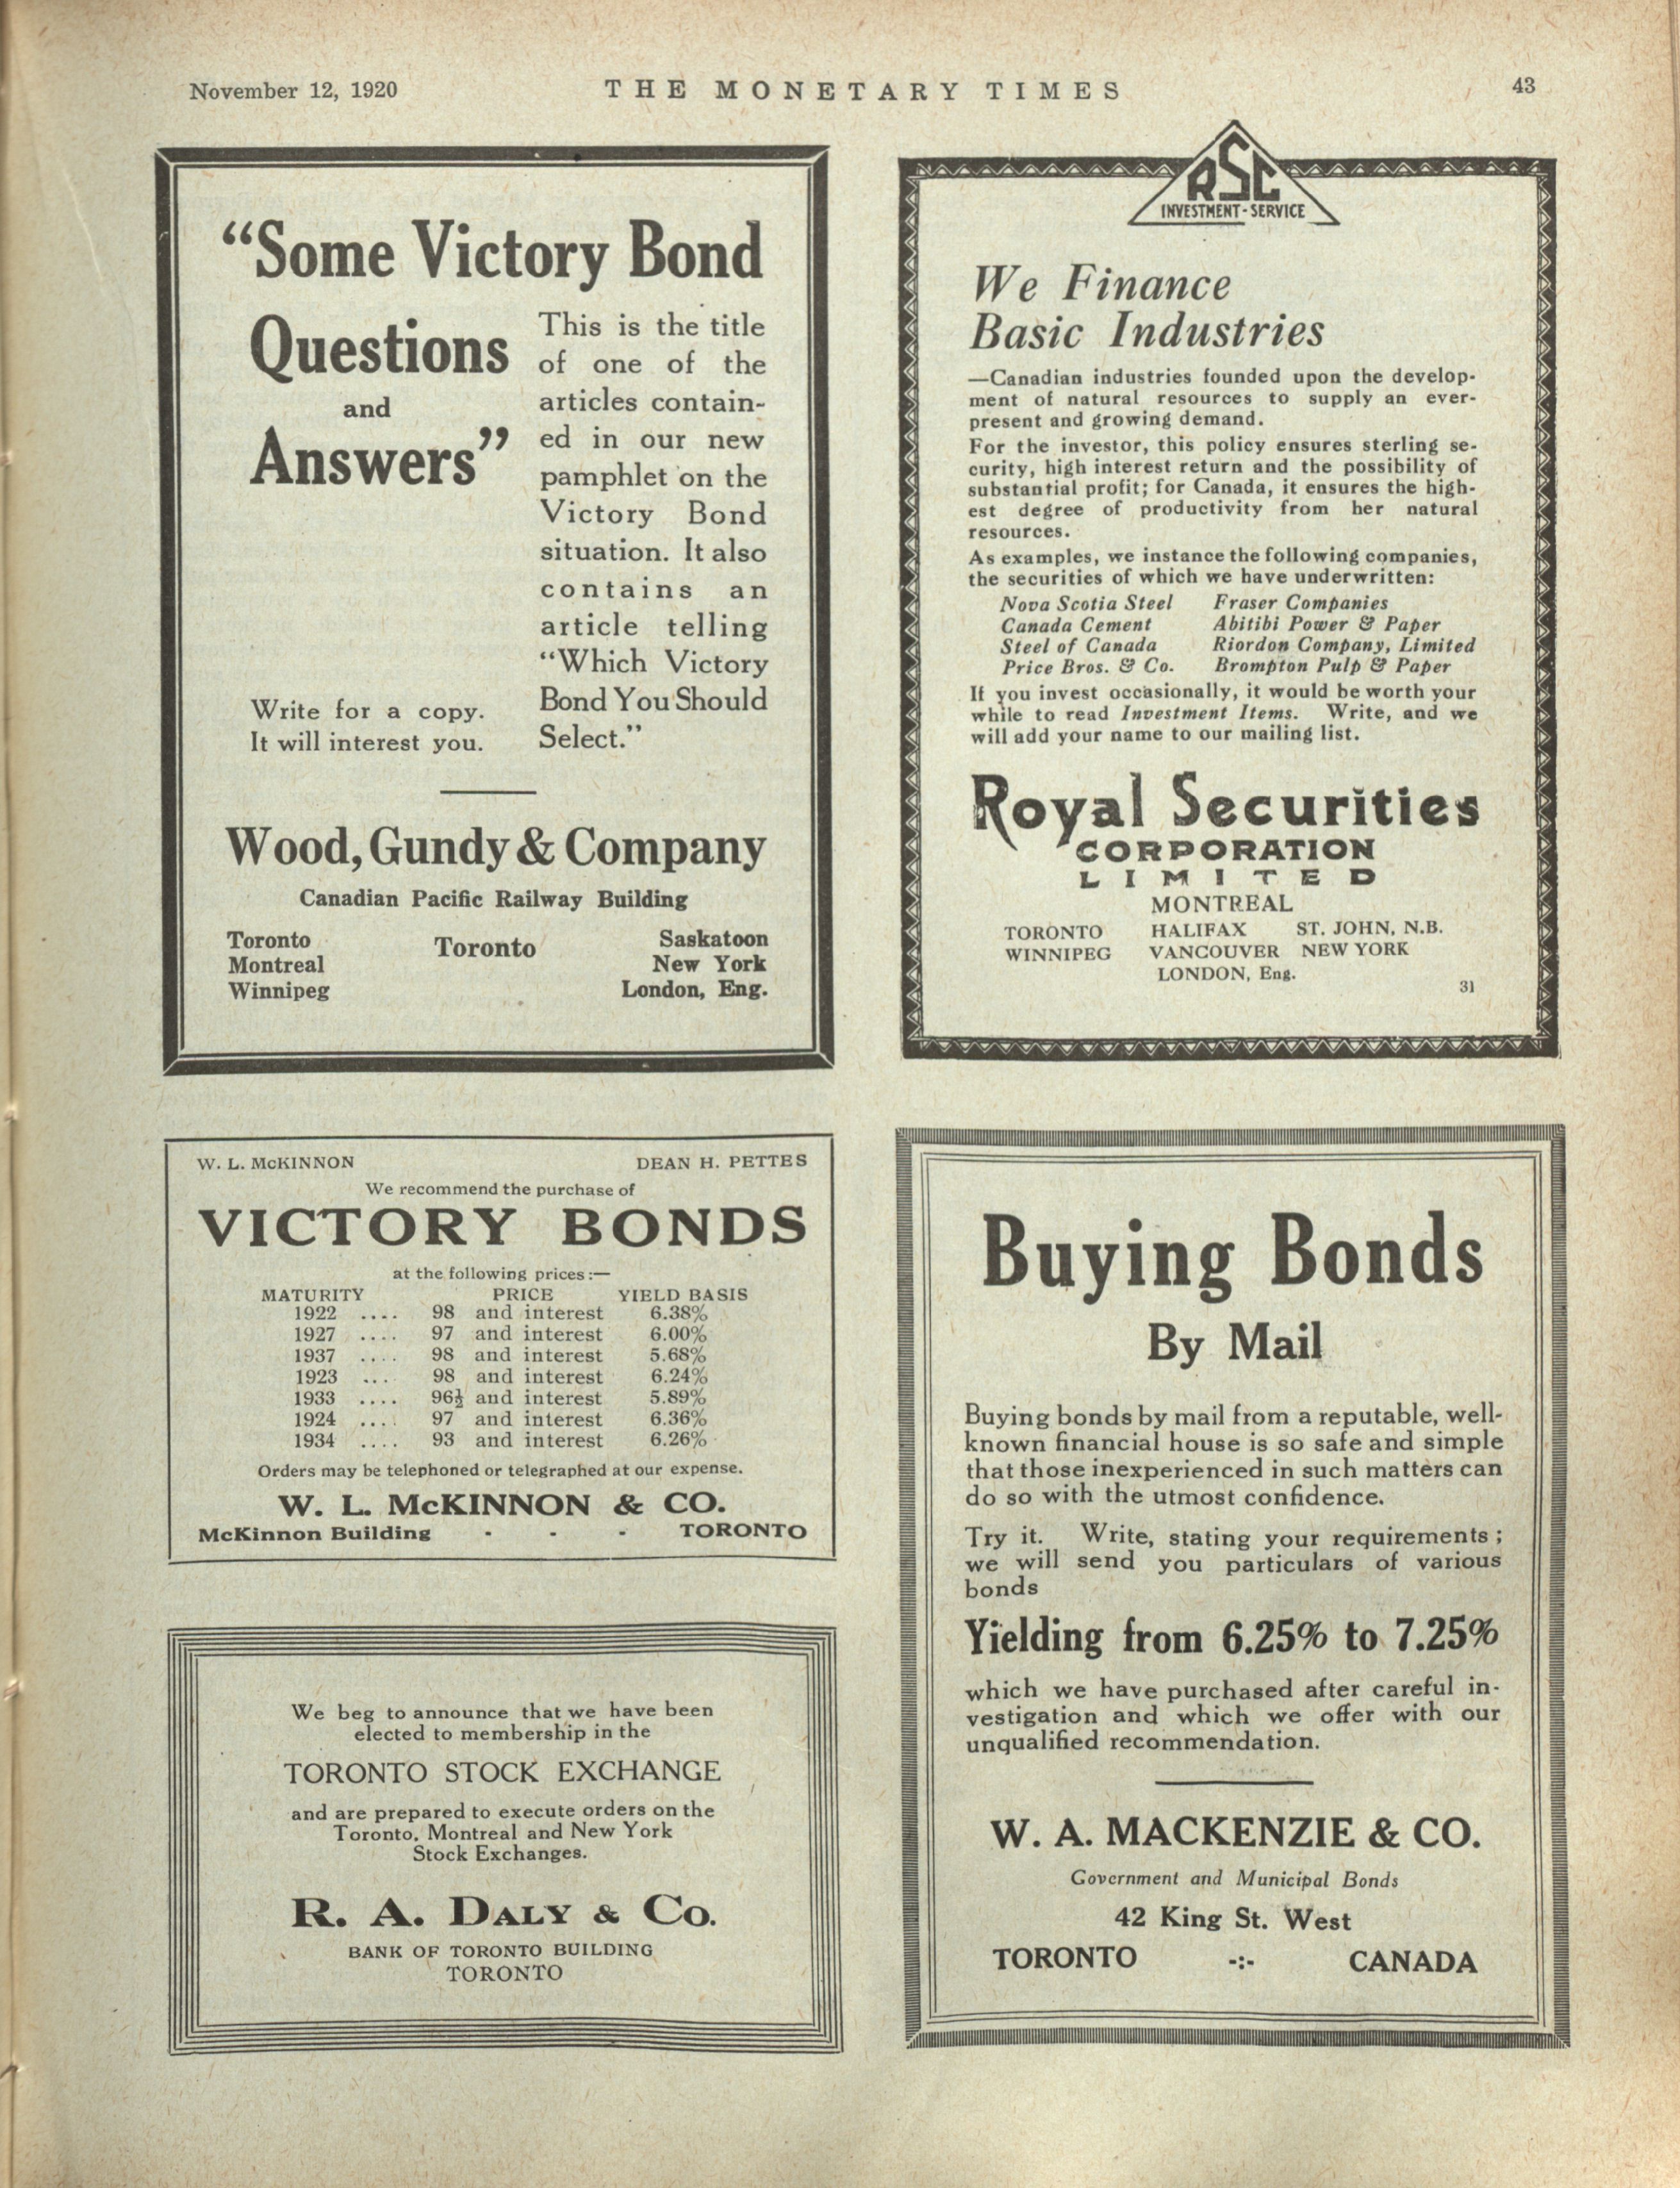 November 12, 1920
THE MONETARY TIMES
43
“Some Victory Bond
Questions
and
Answers”
This is the title
of one of the
articles contain-
ed in our new
pamphlet on the
Victory Bond
situation. It also
contains an
article telling
“Which Victory
Bond You Should
Select.”
Write for a copy.
It will interest you.
Wood, Gundy & Company
Canadian Pacific Railway Building
Toronto
Toronto
Montreal
Winnipeg
Saskatoon
New York
London, Eng.
RSC
INVESTMENT-SERVICE
We Finance
Basic Industries
—Canadian industries founded upon the develop-
ment of natural resources to supply an ever-
present and growing demand.
For the investor, this policy ensures sterling se-
curity, high interest return and the possibility of
substantial profit; for Canada, it ensures the high-
est degree of productivity from her natural
resources.
As examples, we instance the following companies,
the securities of which we have underwritten:
Nova Scotia Steel Fraser Companies
Canada Cement Abitibi Power & Paper
Steel of Canada Riordon Company, Limited
Price Bros. & Co. Brompton Pulp & Paper
If you invest occasionally, it would be worth your
while to read Investment Items. Write, and we
will add your name to our mailing list.
Royal Securities
CORPORATION
LIMITED
MONTREAL
TORONTO HALIFAX ST. JOHN, N.B.
WINNIPEG VANCOUVER NEW YORK
LONDON, Eng.
31
W. L. McKINNON DEAN H. PETTES
We recommend the purchase of
VICTORY BONDS
at the following prices:—
MATURITY PRICE YIELD BASIS
1922 .... 98 and interest 6.38%
1927 .... 97 and interest 6.00%
1937 .... 98 and interest 5.68%
1923 ... 98 and interest 6.24%
1933 .... 96½ and interest 5.89%
1924 .... 97 and interest 6.36%
1934 .... 93 and interest 6.26%
Orders may be telephoned or telegraphed at our expense.
W. L. McKINNON & CO.
McKinnon Building - - - TORONTO
We beg to announce that we have been
elected to membership in the
TORONTO STOCK EXCHANGE
and are prepared to execute orders on the
Toronto, Montreal and New York
Stock Exchanges.
R. A. DALY & CO.
BANK OF TORONTO BUILDING
TORONTO
Buying Bonds
By Mail
Buying bonds by mail from a reputable, well-
known financial house is so safe and simple
that those inexperienced in such matters can
do so with the utmost confidence.
Try it. Write, stating your requirements;
we will send you particulars of various
bonds
Yielding from 6.25% to 7.25%
which we have purchased after careful in-
vestigation and which we offer with our
unqualified recommendation.
W. A. MACKENZIE & CO.
Government and Municipal Bonds
42 King St. West
TORONTO -:- CANADA